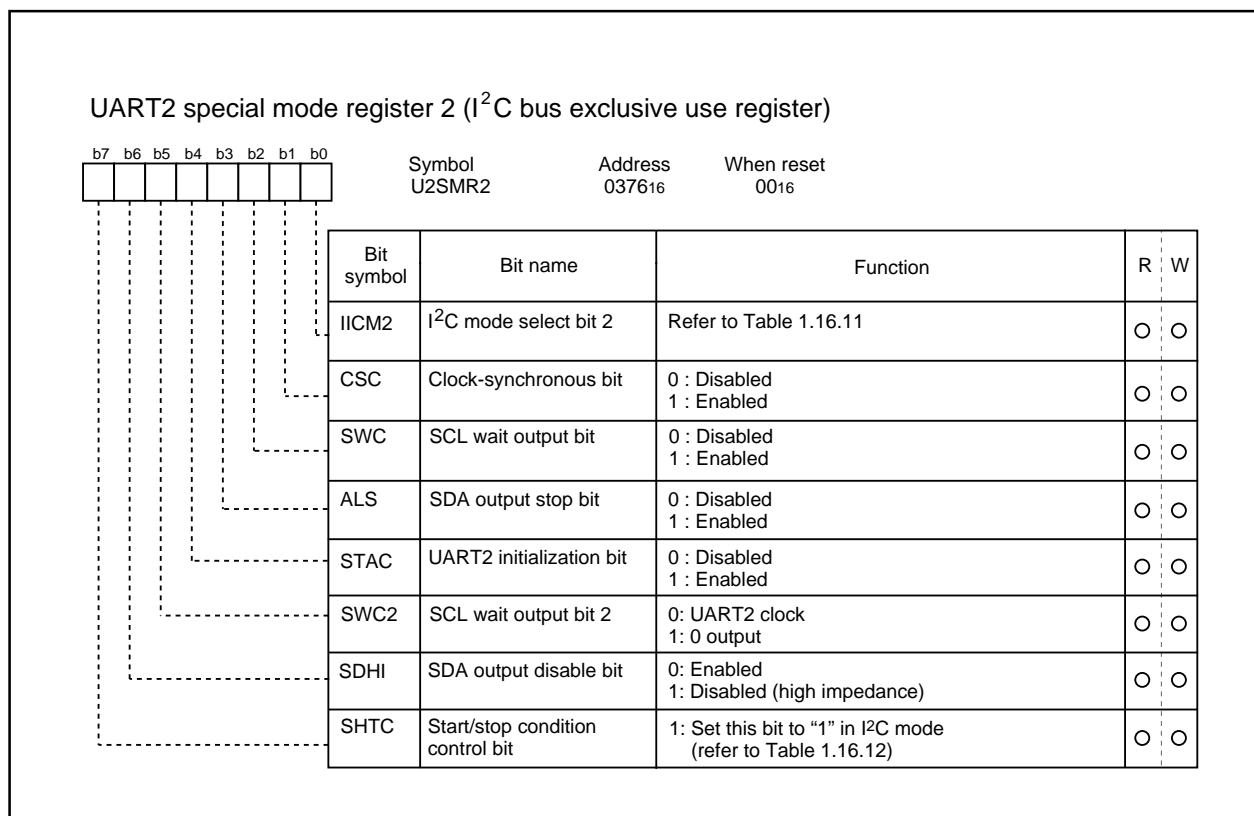 UART2 special mode register 2 (I2C bus exclusive use register)
b7 b6 b5 b4 b3 b2 b1 b0
Symbol Address When reset
U2SMR2 037616 0016
Bit symbol Bit name Function R W
IICM2 I2C mode select bit 2 Refer to Table 1.16.11
CSC Clock-synchronous bit 0 : Disabled
1 : Enabled
SWC SCL wait output bit 0 : Disabled
1 : Enabled
ALS SDA output stop bit 0 : Disabled
1 : Enabled
STAC UART2 initialization bit 0 : Disabled
1 : Enabled
SWC2 SCL wait output bit 2 0: UART2 clock
1: 0 output
SDHI SDA output disable bit 0: Enabled
1: Disabled (high impedance)
SHTC Start/stop condition control bit 1: Set this bit to “1” in I2C mode
(refer to Table 1.16.12)